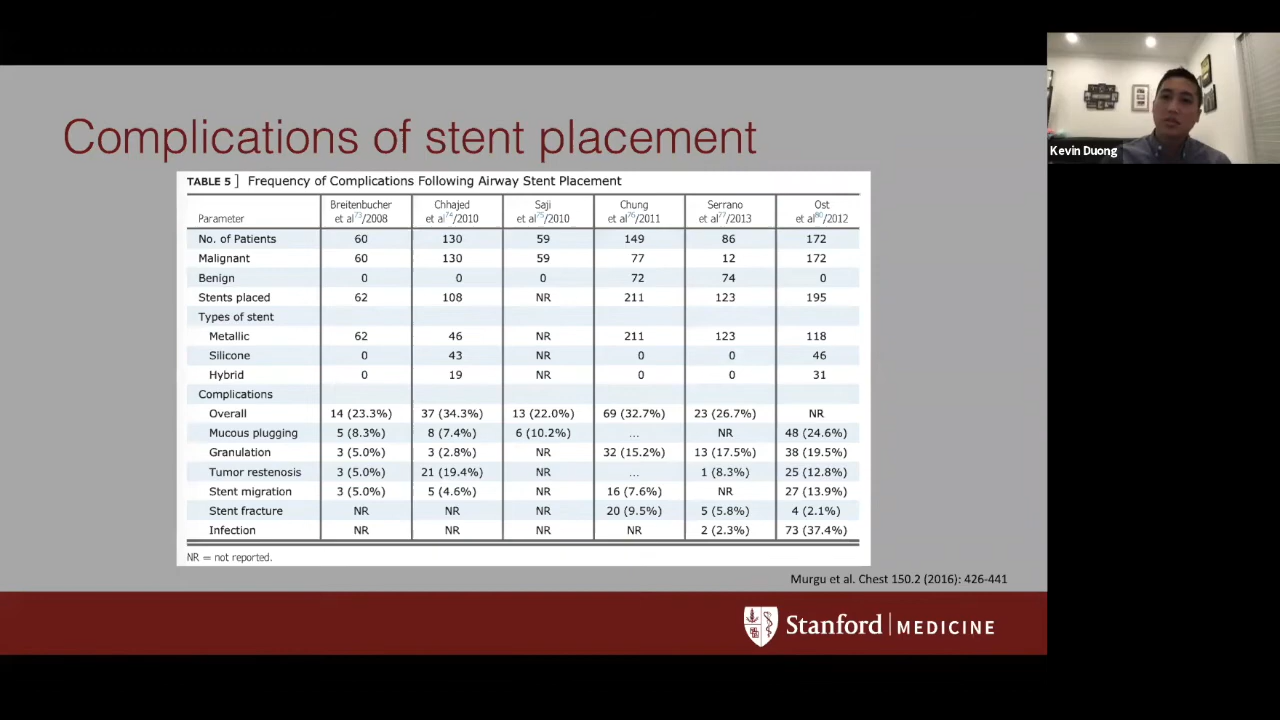 Complications of stent placement
TABLE 5 ] Frequency of Complications Following Airway Stent Placement
Parameter Breitenbucher et al73/2008 Chhajed et al74/2010 Saji et al75/2010 Chung et al76/2011 Serrano et al77/2013 Ost et al80/2012
No. of Patients 60 130 59 149 86 172
Malignant 60 130 59 77 12 172
Benign 0 0 0 72 74 0
Stents placed 62 108 NR 211 123 195
Types of stent
Metallic 62 46 NR 211 123 118
Silicone 0 43 NR 0 0 46
Hybrid 0 19 NR 0 0 31
Complications
Overall 14 (23.3%) 37 (34.3%) 13 (22.0%) 69 (32.7%) 23 (26.7%) NR
Mucous plugging 5 (8.3%) 8 (7.4%) 6 (10.2%) ... NR 48 (24.6%)
Granulation 3 (5.0%) 3 (2.8%) NR 32 (15.2%) 13 (17.5%) 38 (19.5%)
Tumor restenosis 3 (5.0%) 21 (19.4%) NR ... 1 (8.3%) 25 (12.8%)
Stent migration 3 (5.0%) 5 (4.6%) NR 16 (7.6%) NR 27 (13.9%)
Stent fracture NR NR NR 20 (9.5%) 5 (5.8%) 4 (2.1%)
Infection NR NR NR NR 2 (2.3%) 73 (37.4%)
NR = not reported.
Murgu et al. Chest 150.2 (2016): 426-441
Stanford MEDICINE
Kevin Duong